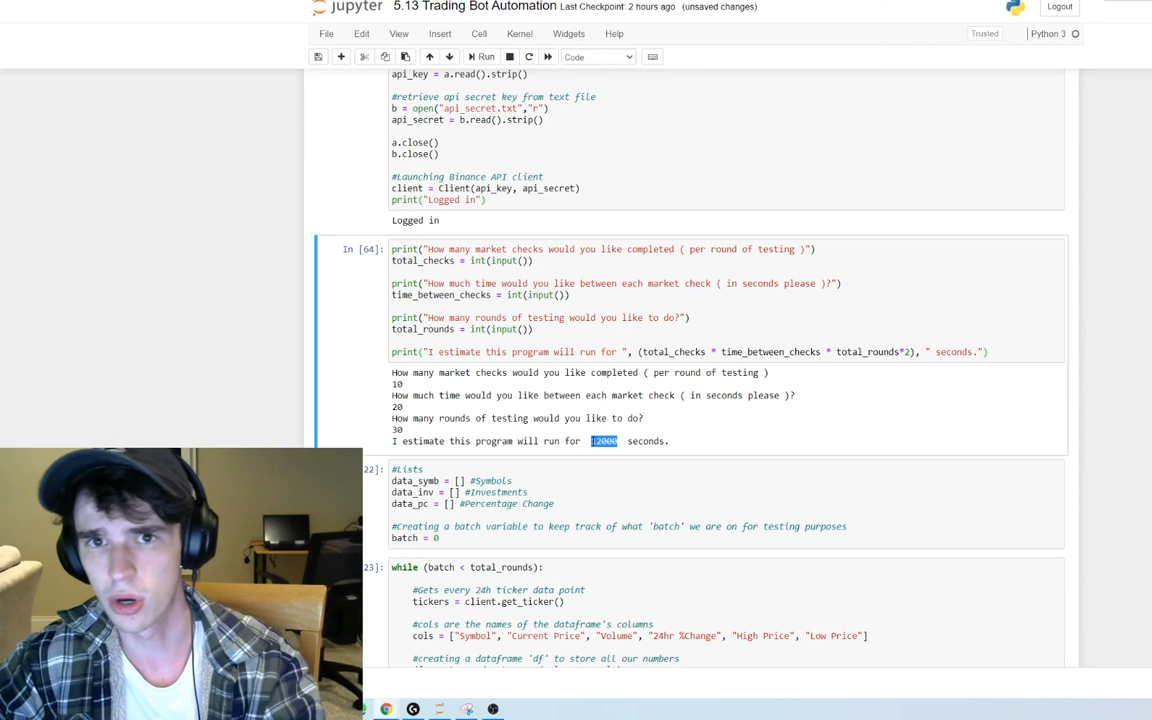 jupyter 5.13 Trading Bot Automation Last Checkpoint: 2 hours ago (unsaved changes) Logout
File Edit View Insert Cell Kernel Widgets Help Trusted Python 3
Run Code
api_key = a.read().strip()
#retrieve api secret key from text file
b = open("api_secret.txt","r")
api_secret = b.read().strip()
a.close()
b.close()
#Launching Binance API client
client = Client(api_key, api_secret)
print("Logged in")
Logged in
In [64]: print("How many market checks would you like completed ( per round of testing )")
total_checks = int(input())
print("How much time would you like between each market check ( in seconds please )?")
time_between_checks = int(input())
print("How many rounds of testing would you like to do?")
total_rounds = int(input())
print("I estimate this program will run for ", (total_checks * time_between_checks * total_rounds*2), " seconds.")
How many market checks would you like completed ( per round of testing )
10
How much time would you like between each market check ( in seconds please )?
20
How many rounds of testing would you like to do?
30
I estimate this program will run for 12000 seconds.
22]: #Lists
data_symb = [] #Symbols
data_inv = [] #Investments
data_pc = [] #Percentage Change
#Creating a batch variable to keep track of what 'batch' we are on for testing purposes
batch = 0
23]: while (batch < total_rounds):
#Gets every 24h ticker data point
tickers = client.get_ticker()
#cols are the names of the dataframe's columns
cols = ["Symbol", "Current Price", "Volume", "24hr %Change", "High Price", "Low Price"]
#creating a dataframe 'df' to store all our numbers